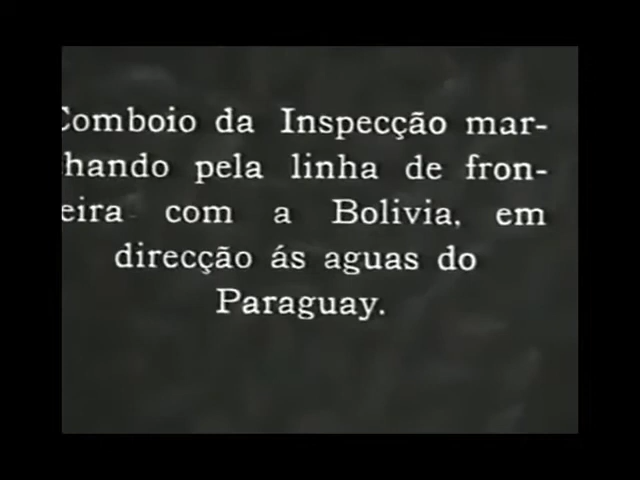 Comboio da Inspecção mar-
hando pela linha de fron-
eira com a Bolivia, em
direcção ás aguas do
Paraguay.